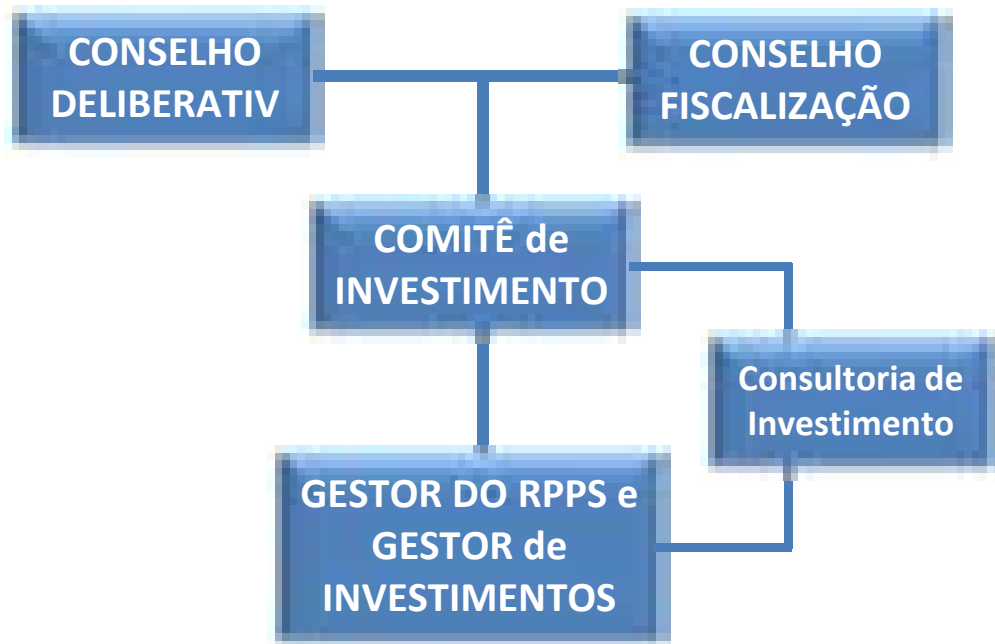 CONSELHO
DELIBERATIV
CONSELHO
FISCALIZAÇÃO
COMITÊ de
INVESTIMENTO
Consultoria de
Investimento
GESTOR DO RPPS e
GESTOR de
INVESTIMENTOS